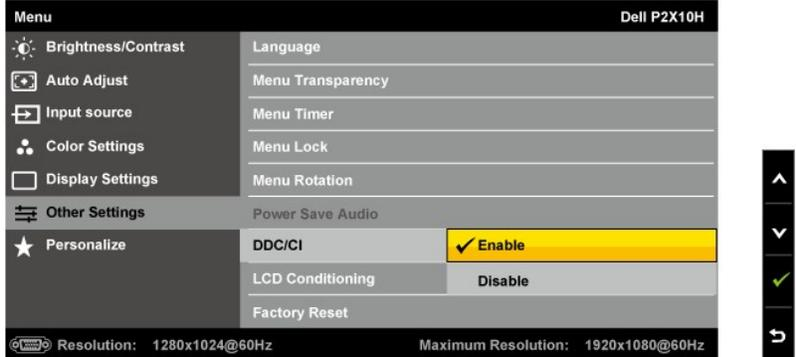 Menu Dell P2X10H
Brightness/Contrast Language
Auto Adjust Menu Transparency
Input source Menu Timer
Color Settings Menu Lock
Display Settings Menu Rotation
Other Settings Power Save Audio
Personalize DDC/CI Enable
LCD Conditioning Disable
Factory Reset
Resolution: 1280x1024@60Hz Maximum Resolution: 1920x1080@60Hz